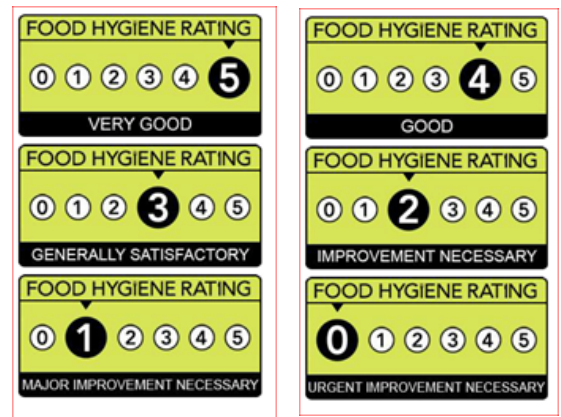 FOOD HYGIENE RATING
0 1 2 3 4 5
VERY GOOD
FOOD HYGIENE RATING
0 1 2 3 4 5
GOOD
FOOD HYGIENE RATING
0 1 2 3 4 5
GENERALLY SATISFACTORY
FOOD HYGIENE RATING
0 1 2 3 4 5
IMPROVEMENT NECESSARY
FOOD HYGIENE RATING
0 1 2 3 4 5
MAJOR IMPROVEMENT NECESSARY
FOOD HYGIENE RATING
0 1 2 3 4 5
URGENT IMPROVEMENT NECESSARY